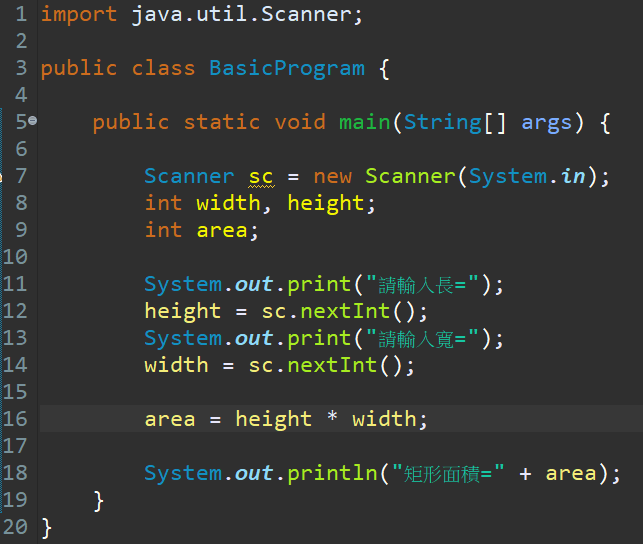 1 import java.util.Scanner;
2
3 public class BasicProgram {
4
5 public static void main(String[] args) {
6
7 Scanner sc = new Scanner(System.in);
8 int width, height;
9 int area;
10
11 System.out.print("請輸入長=");
12 height = sc.nextInt();
13 System.out.print("請輸入寬=");
14 width = sc.nextInt();
15
16 area = height * width;
17
18 System.out.println("矩形面積=" + area);
19 }
20 }